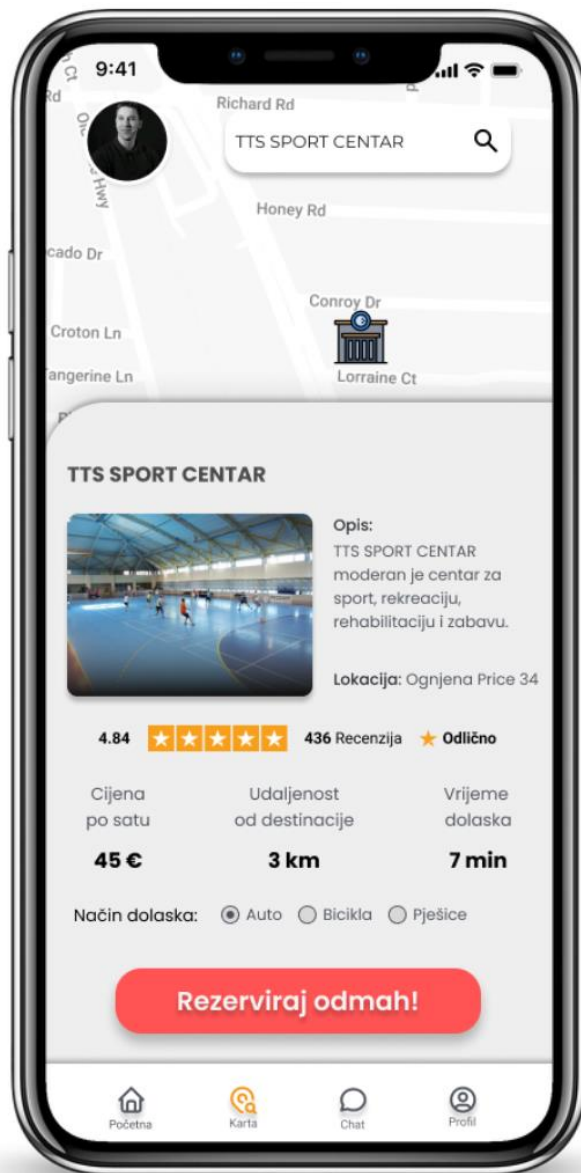 9:41
Richard Rd
TTS SPORT CENTAR
Honey Rd
cado Dr
Conroy Dr
Croton Ln
angerine Ln
Lorraine Ct
TTS SPORT CENTAR
Opis:
TTS SPORT CENTAR
moderan je centar za
sport, rekreaciju,
rehabilitaciju i zabavu.
Lokacija: Ognjena Price 34
4.84 436 Recenzija Odlično
Cijena
po satu
Udaljenost
od destinacije
Vrijeme
dolaska
45 € 3 km 7 min
Način dolaska: Auto Bicikla Pješice
Rezerviraj odmah!
Početna Karta Chat Profil